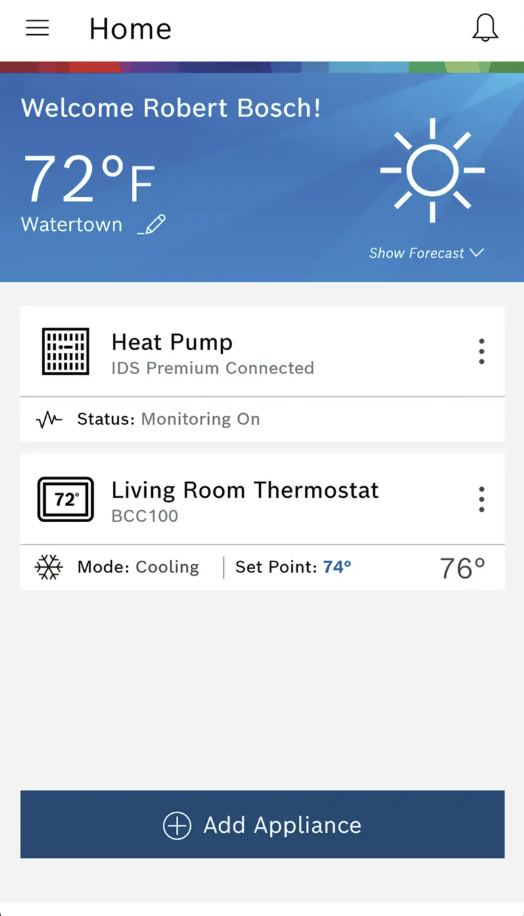 Home
Welcome Robert Bosch!
72°F
Watertown
Show Forecast
Heat Pump
IDS Premium Connected
Status: Monitoring On
72°
Living Room Thermostat
BCC100
Mode: Cooling | Set Point: 74° 76°
Add Appliance